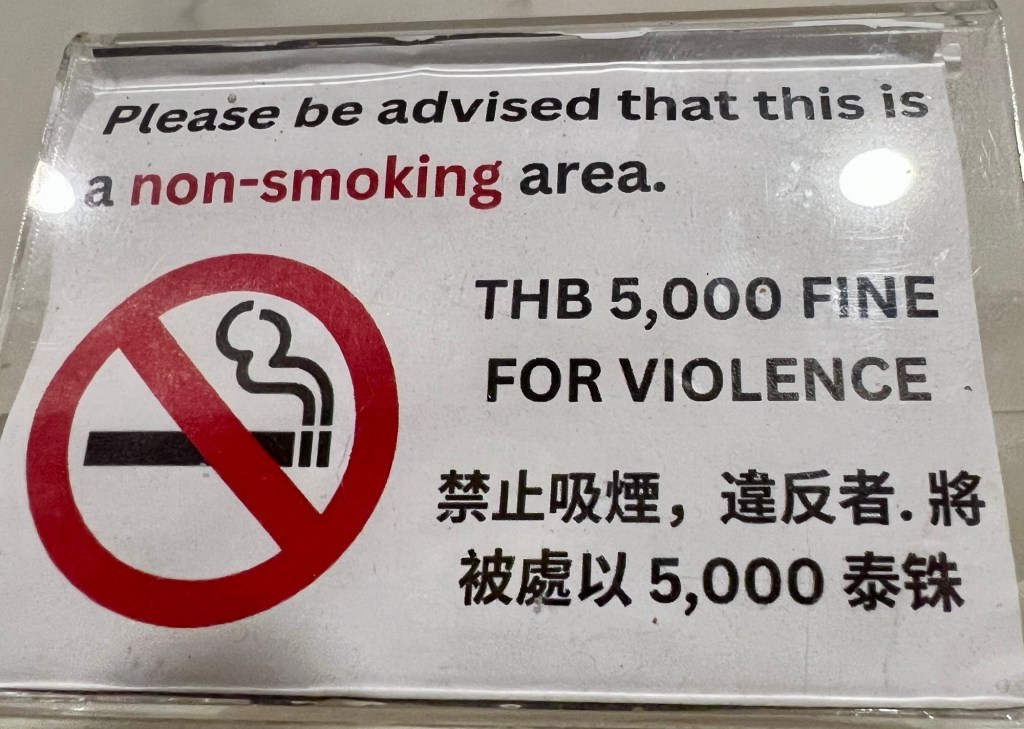 Please be advised that this is
a non-smoking area.
THB 5,000 FINE
FOR VIOLENCE
禁止吸煙，違反者. 將
被處以 5,000 泰铢